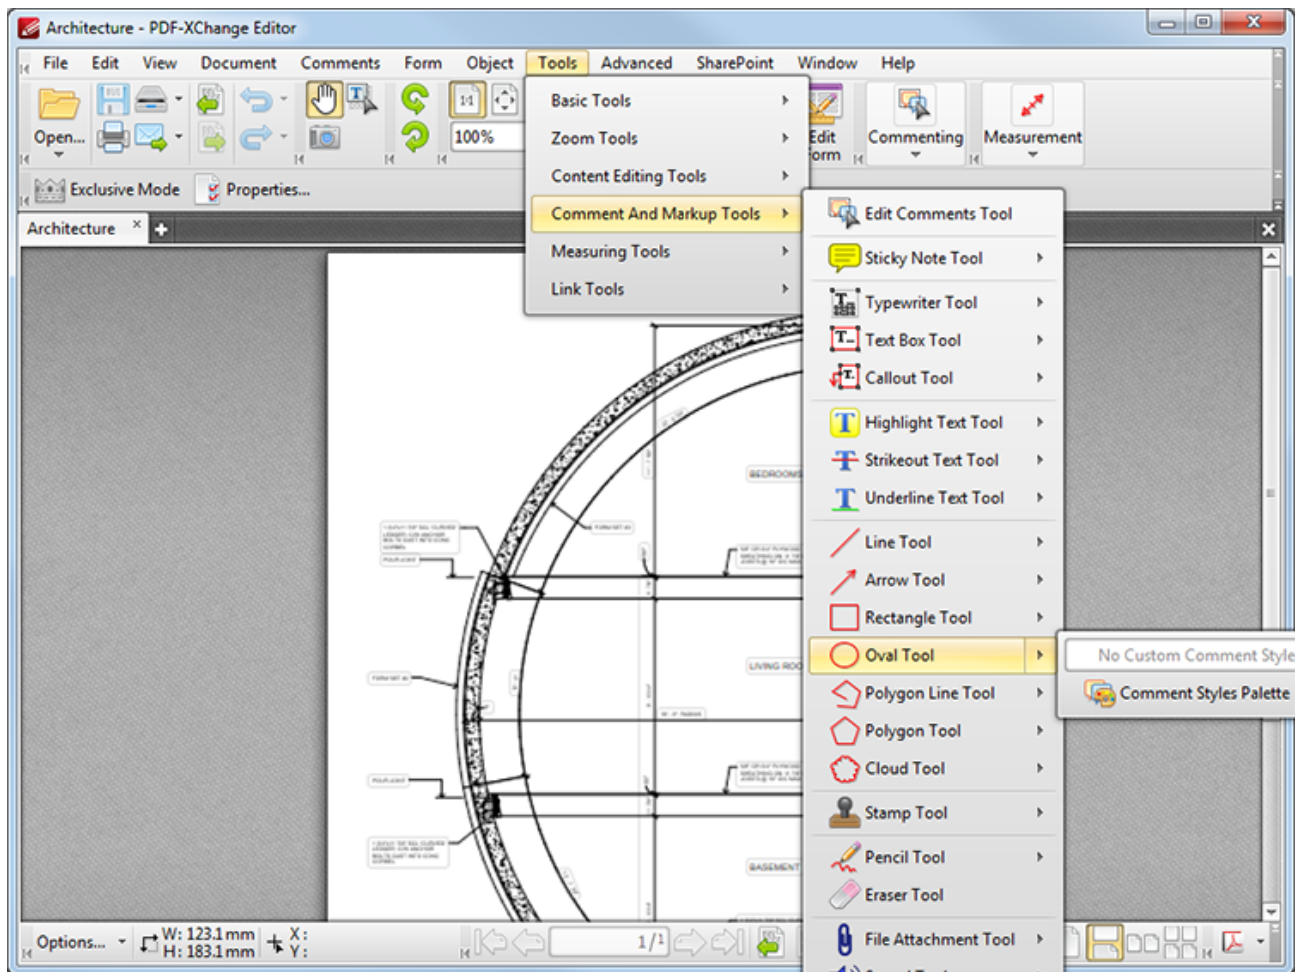 Architecture - PDF-XChange Editor
File Edit View Document Comments Form Object Tools Advanced SharePoint Window Help
Open...
100%
Edit
Form
Commenting
Measurement
Exclusive Mode Properties...
Architecture
Basic Tools
Zoom Tools
Content Editing Tools
Comment And Markup Tools
Measuring Tools
Link Tools
Edit Comments Tool
Sticky Note Tool
Typewriter Tool
Text Box Tool
Callout Tool
Highlight Text Tool
Strikeout Text Tool
Underline Text Tool
Line Tool
Arrow Tool
Rectangle Tool
Oval Tool
Polygon Line Tool
Polygon Tool
Cloud Tool
Stamp Tool
Pencil Tool
Eraser Tool
File Attachment Tool
No Custom Comment Style
Comment Styles Palette
BEDROOMS
LIVING ROO
BASEMENT
Options...
W: 123.1 mm
H: 183.1 mm
X:
Y:
1/1